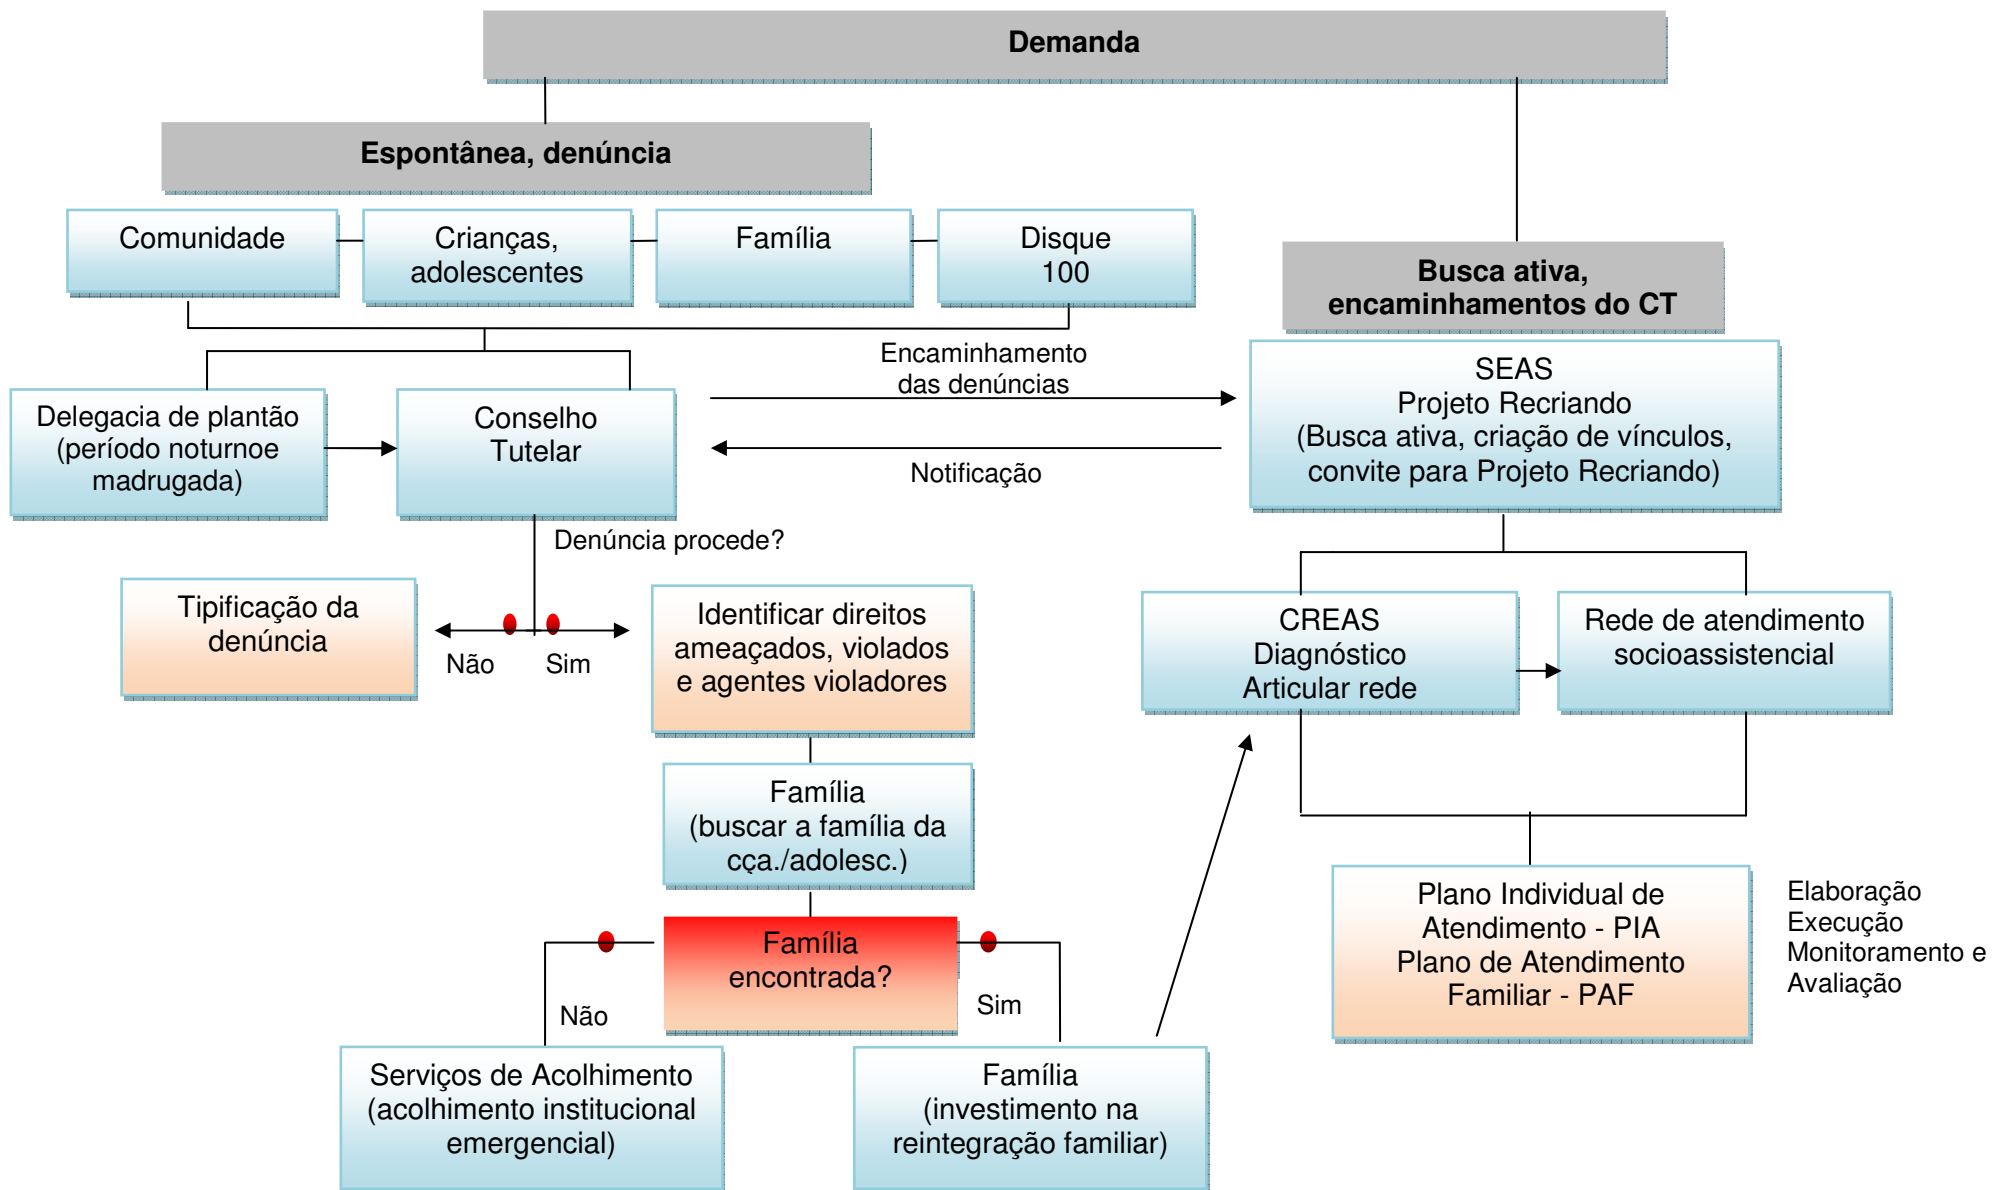 Demanda
Espontânea, denúncia
Comunidade
Crianças,
adolescentes
Família
Disque
100
Busca ativa,
encaminhamentos do CT
Encaminhamento
das denúncias
SEAS
Projeto Recriando
(Busca ativa, criação de vínculos,
convite para Projeto Recriando)
Delegacia de plantão
(período noturnoe
madrugada)
Conselho
Tutelar
Notificação
Denúncia procede?
Tipificação da
denúncia
Não
Sim
Identificar direitos
ameaçados, violados
e agentes violadores
CREAS
Diagnóstico
Articular rede
Rede de atendimento
socioassistencial
Família
(buscar a família da
cça./adolesc.)
Família
encontrada?
Não
Sim
Plano Individual de
Atendimento - PIA
Plano de Atendimento
Familiar - PAF
Elaboração
Execução
Monitoramento e
Avaliação
Serviços de Acolhimento
(acolhimento institucional
emergencial)
Família
(investimento na
reintegração familiar)